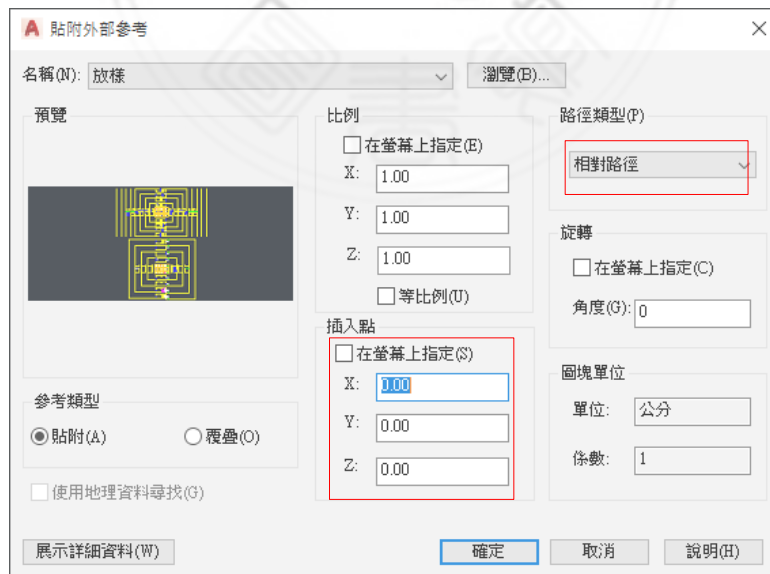 貼附外部參考
名稱(N): 放樣 瀏覽(B)...
預覽
參考類型
貼附(A) 覆疊(O)
使用地理資料尋找(G)
比例
在螢幕上指定(E)
X: 1.00
Y: 1.00
Z: 1.00
等比例(U)
插入點
在螢幕上指定(S)
X: 0.00
Y: 0.00
Z: 0.00
路徑類型(P)
相對路徑
旋轉
在螢幕上指定(C)
角度(G): 0
圖塊單位
單位: 公分
係數: 1
展示詳細資料(W) 確定 取消 說明(H)